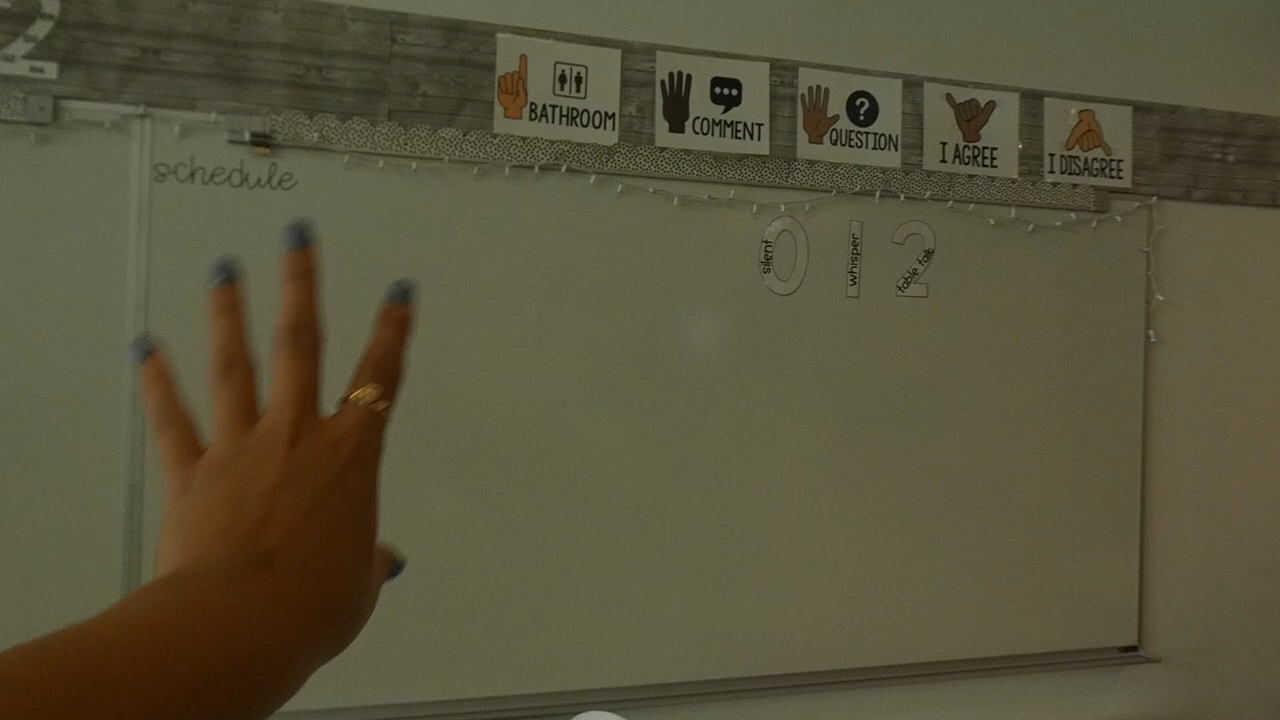 BATHROOM
COMMENT
QUESTION
I AGREE
I DISAGREE
schedule
silent
0
whisper
1
table talk
2